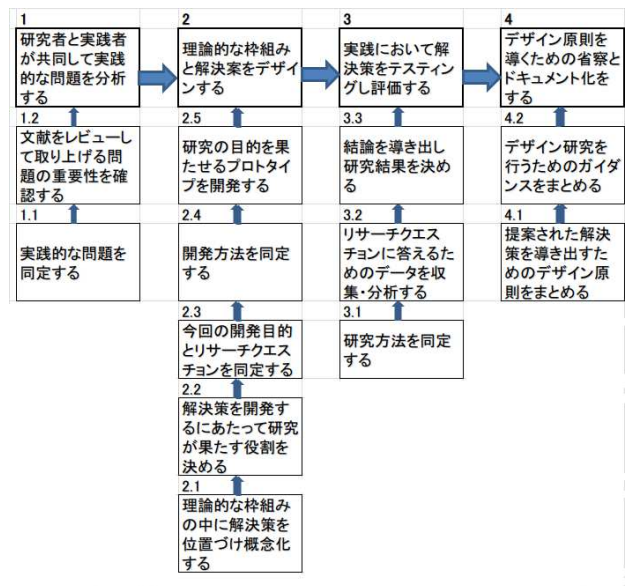 1
研究者と実践者
が共同して実践
的な問題を分析
する
2
理論的な枠組み
と解決案をデザイ
ンする
3
実践において解
決策をテスティン
グし評価する
4
デザイン原則を
導くための省察と
ドキュメント化を
する
1.2
文献をレビューし
て取り上げる問
題の重要性を確
認する
1.1
実践的な問題を
同定する
2.5
研究の目的を果
たせるプロトタイ
プを開発する
2.4
開発方法を同定
する
2.3
今回の開発目的
とリサーチクエス
チョンを同定する
2.2
解決策を開発す
るにあたって研究
が果たす役割を
決める
2.1
理論的な枠組み
の中に解決策を
位置づけ概念化
する
3.3
結論を導き出し
研究結果を決め
る
3.2
リサーチクエス
チョンに答えるた
めのデータを収
集・分析する
3.1
研究方法を同定
する
4.2
デザイン研究を
行うためのガイダ
ンスをまとめる
4.1
提案された解決
策を導き出すた
めのデザイン原
則をまとめる